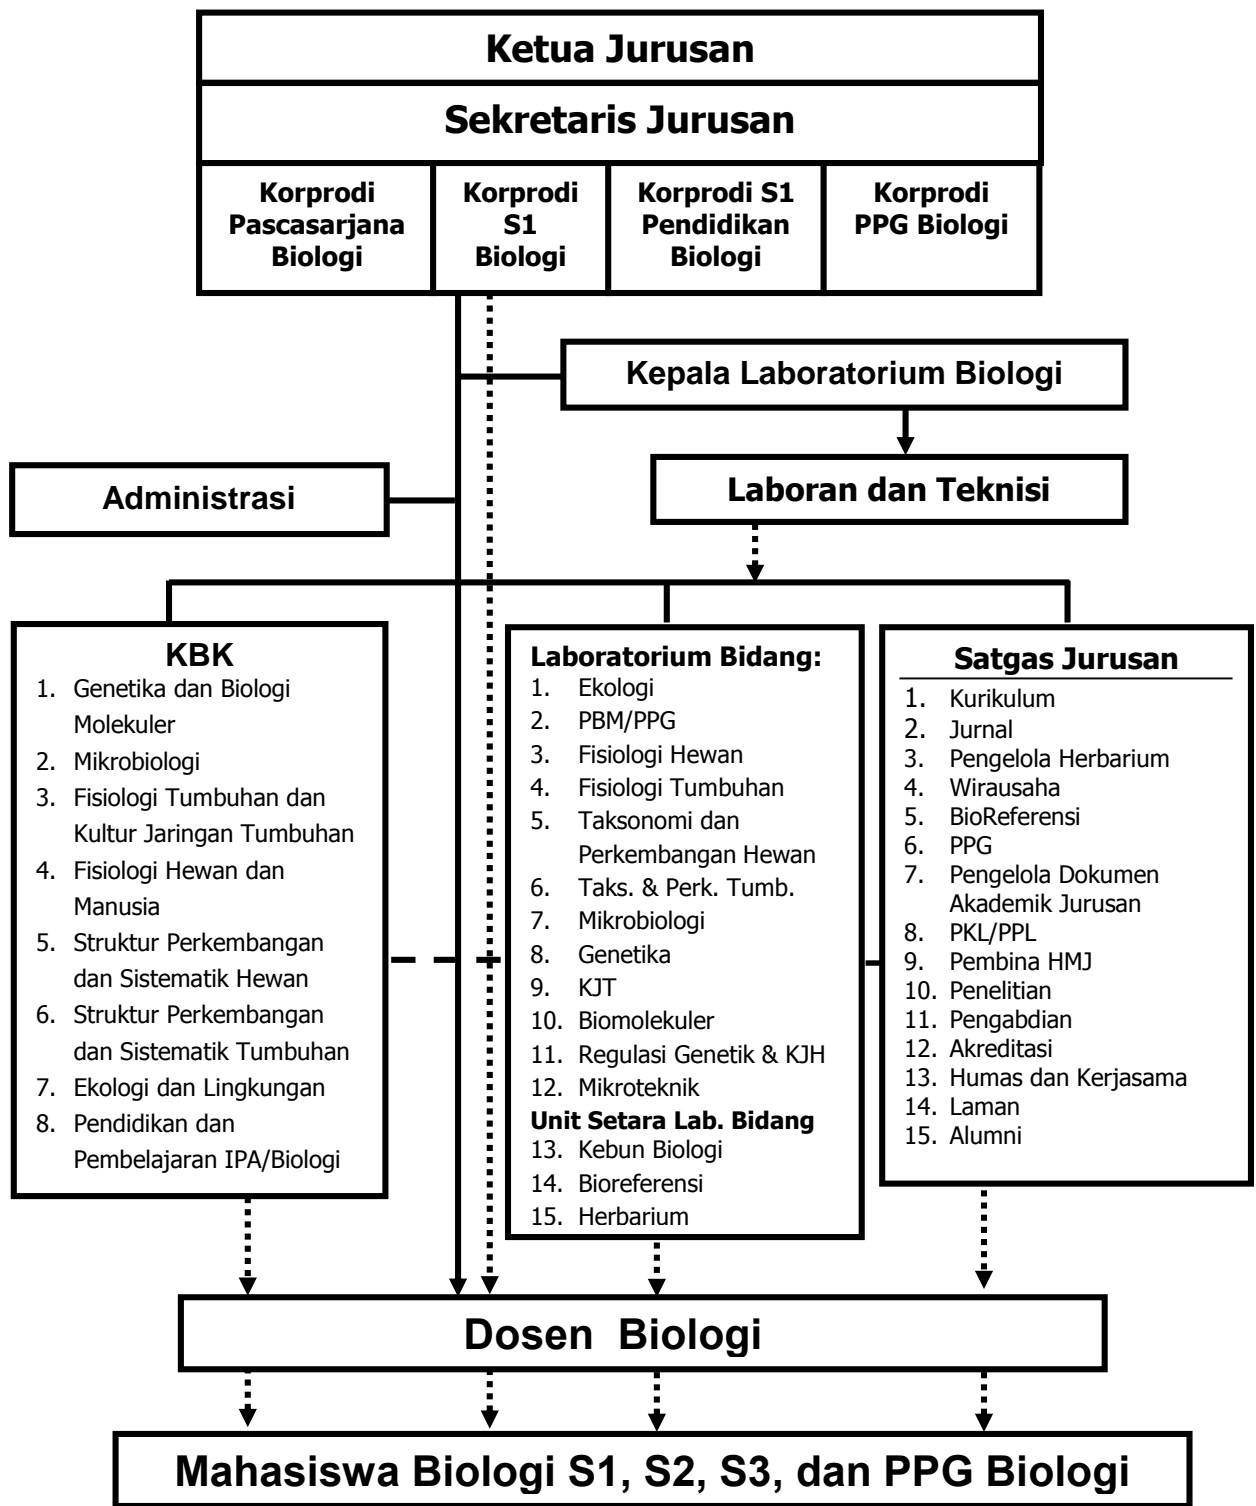 Ketua Jurusan
Sekretaris Jurusan
Korprodi
Pascasarjana
Biologi
Korprodi
S1
Biologi
Korprodi S1
Pendidikan
Biologi
Korprodi
PPG Biologi
Kepala Laboratorium Biologi
Administrasi
Laboran dan Teknisi
KBK
1. Genetika dan Biologi
Molekuler
2. Mikrobiologi
3. Fisiologi Tumbuhan dan
Kultur Jaringan Tumbuhan
4. Fisiologi Hewan dan
Manusia
5. Struktur Perkembangan
dan Sistematik Hewan
6. Struktur Perkembangan
dan Sistematik Tumbuhan
7. Ekologi dan Lingkungan
8. Pendidikan dan
Pembelajaran IPA/Biologi
Laboratorium Bidang:
1. Ekologi
2. PBM/PPG
3. Fisiologi Hewan
4. Fisiologi Tumbuhan
5. Taksonomi dan
Perkembangan Hewan
6. Taks. & Perk. Tumb.
7. Mikrobiologi
8. Genetika
9. KJT
10. Biomolekuler
11. Regulasi Genetik & KJH
12. Mikroteknik
Unit Setara Lab. Bidang
13. Kebun Biologi
14. Bioreferensi
15. Herbarium
Satgas Jurusan
1. Kurikulum
2. Jurnal
3. Pengelola Herbarium
4. Wirausaha
5. BioReferensi
6. PPG
7. Pengelola Dokumen
Akademik Jurusan
8. PKL/PPL
9. Pembina HMJ
10. Penelitian
11. Pengabdian
12. Akreditasi
13. Humas dan Kerjasama
14. Laman
15. Alumni
Dosen Biologi
Mahasiswa Biologi S1, S2, S3, dan PPG Biologi